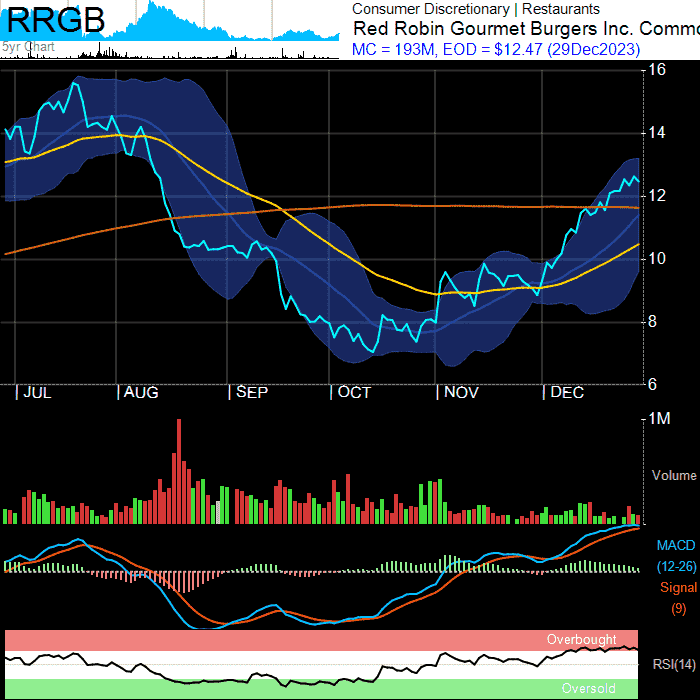 RRGB
5yr Chart
Consumer Discretionary | Restaurants
Red Robin Gourmet Burgers Inc. Commo
MC = 193M, EOD = $12.47 (29Dec2023)
16
14
12
10
8
6
JUL AUG SEP OCT NOV DEC
1M
Volume
MACD
(12-26)
Signal
(9)
Overbought
RSI(14)
Oversold